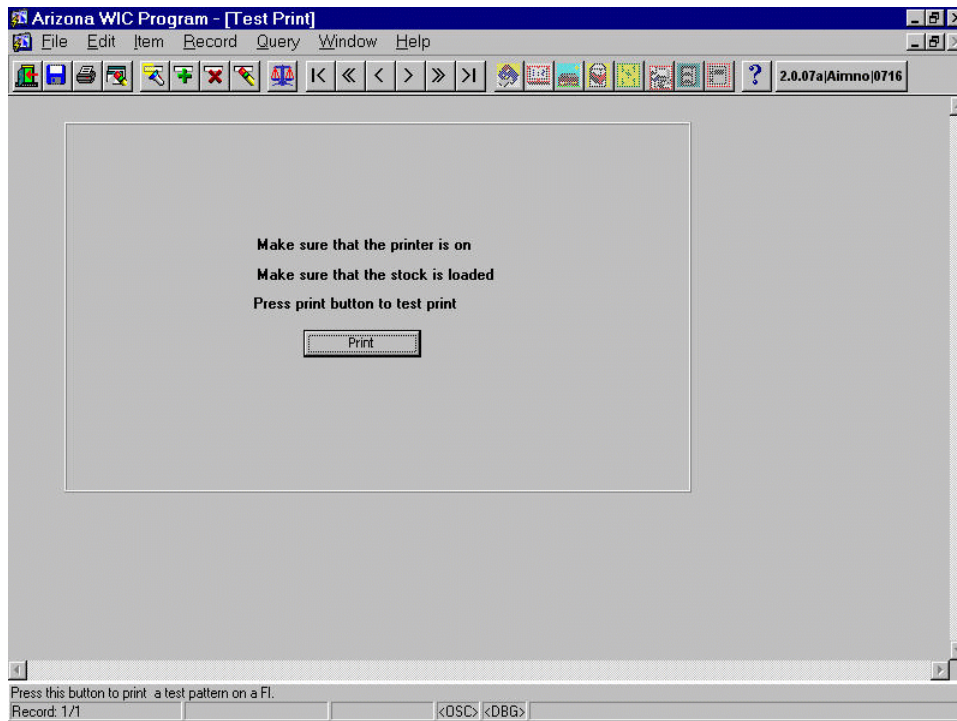 Arizona WIC Program - [Test Print]
File Edit Item Record Query Window Help
2.0.07a|Aimno|0716
Make sure that the printer is on
Make sure that the stock is loaded
Press print button to test print
Print
Press this button to print a test pattern on a FI.
Record: 1/1 <OSC> <DBG>